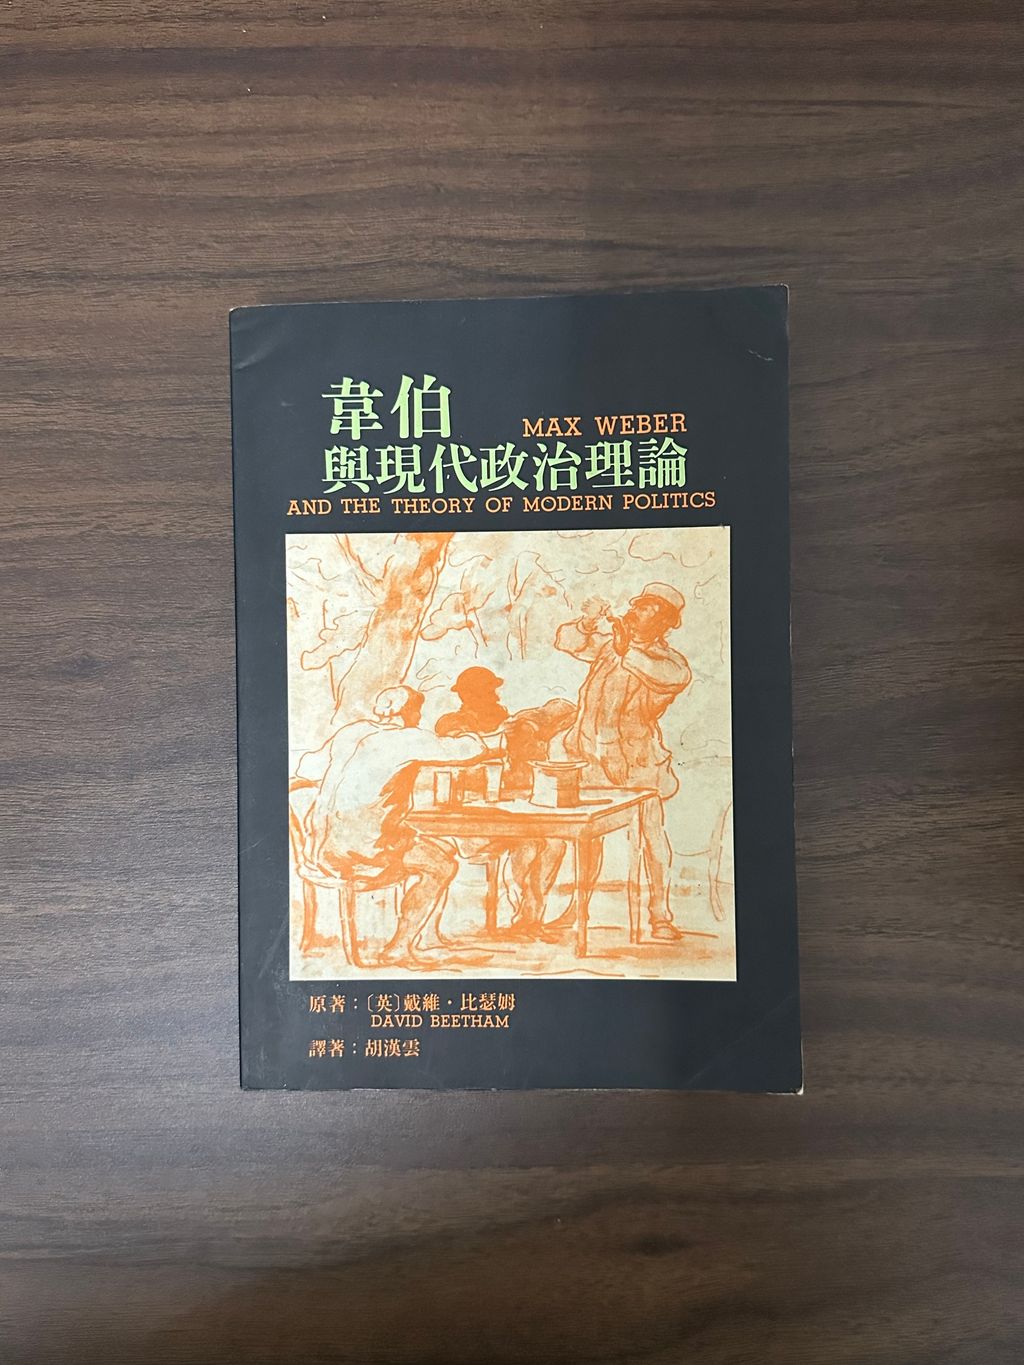 韋伯
MAX WEBER
與現代政治理論
AND THE THEORY OF MODERN POLITICS
原著：〔英〕戴維・比瑟姆
DAVID BEETHAM
譯著：胡漢雲